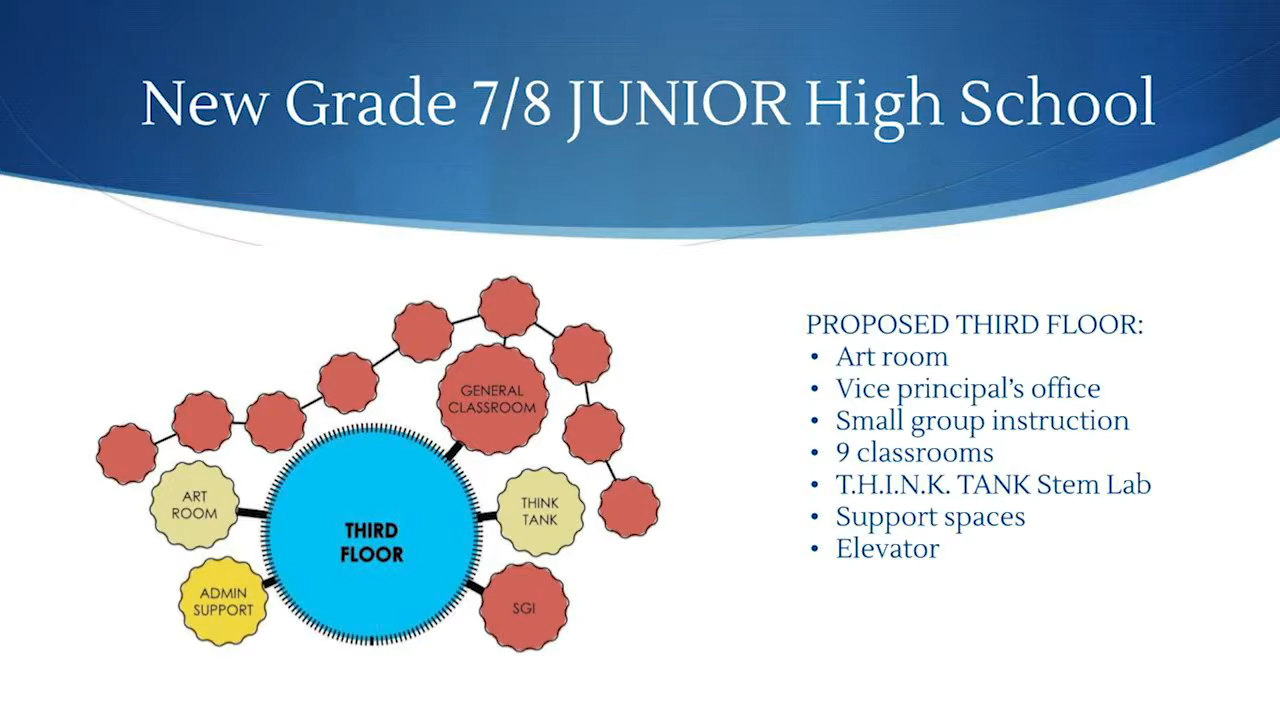 New Grade 7/8 JUNIOR High School
GENERAL
CLASSROOM
ART
ROOM
THINK
TANK
THIRD
FLOOR
ADMIN
SUPPORT
SGI
PROPOSED THIRD FLOOR:
• Art room
• Vice principal's office
• Small group instruction
• 9 classrooms
• T.H.I.N.K. TANK Stem Lab
• Support spaces
• Elevator